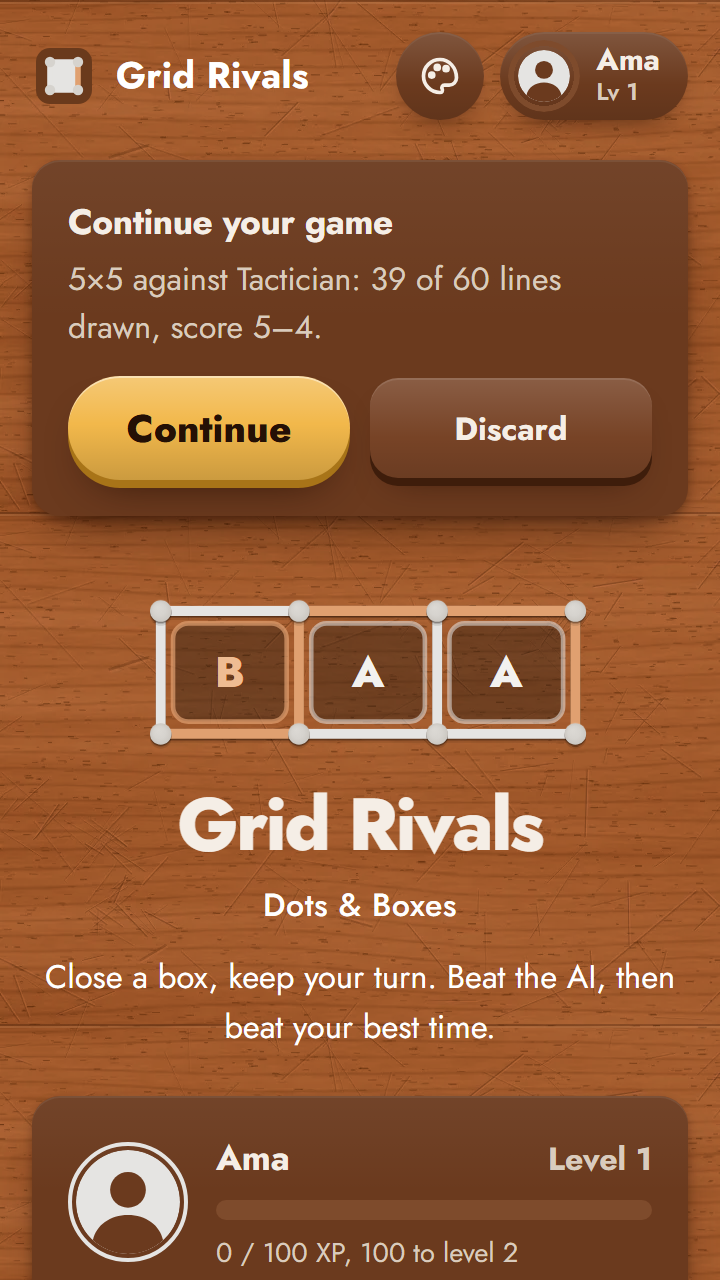 Grid Rivals
Ama
Lv 1
Continue your game
5×5 against Tactician: 39 of 60 lines
drawn, score 5–4.
Continue
Discard
B A A
Grid Rivals
Dots & Boxes
Close a box, keep your turn. Beat the AI, then
beat your best time.
Ama Level 1
0 / 100 XP, 100 to level 2